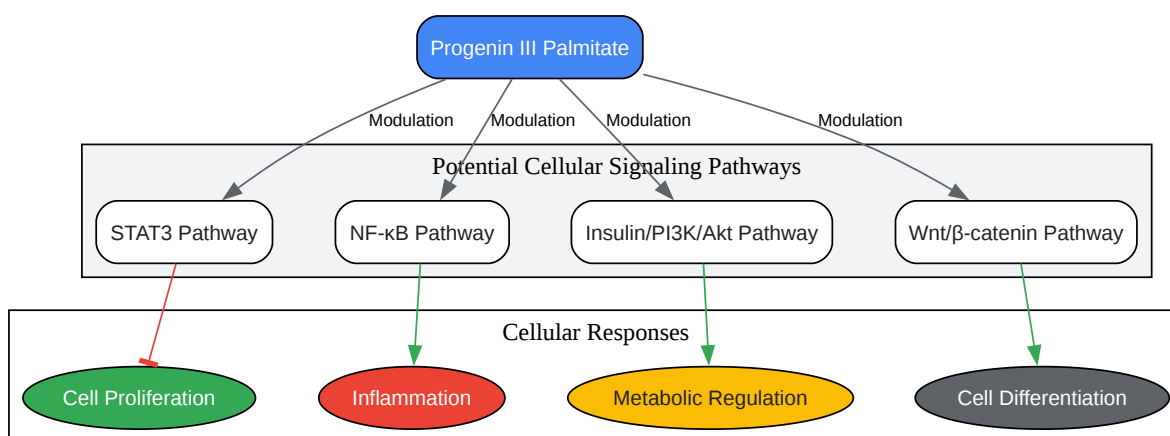 Progenin III Palmitate
Modulation
Modulation
Modulation
Modulation
Potential Cellular Signaling Pathways
STAT3 Pathway
NF-κB Pathway
Insulin/PI3K/Akt Pathway
Wnt/β-catenin Pathway
Cellular Responses
Cell Proliferation
Inflammation
Metabolic Regulation
Cell Differentiation